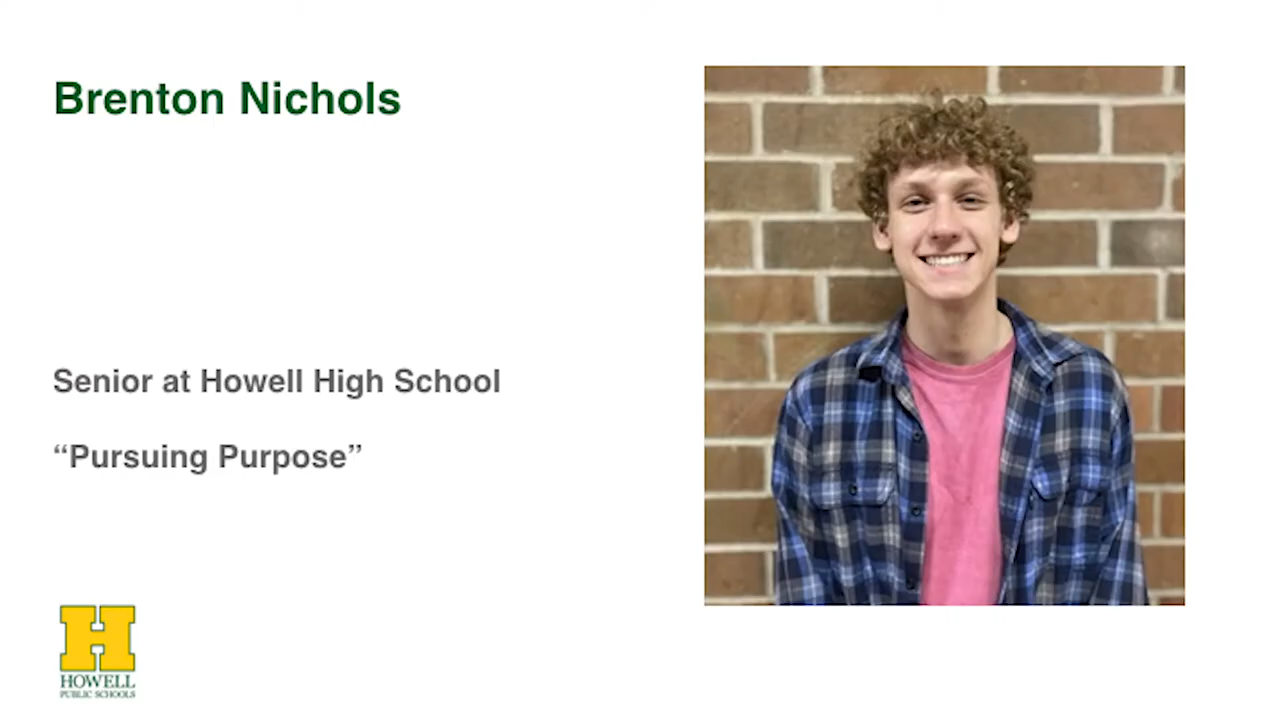 Brenton Nichols
Senior at Howell High School
“Pursuing Purpose”
H
HOWELL
PUBLIC SCHOOLS